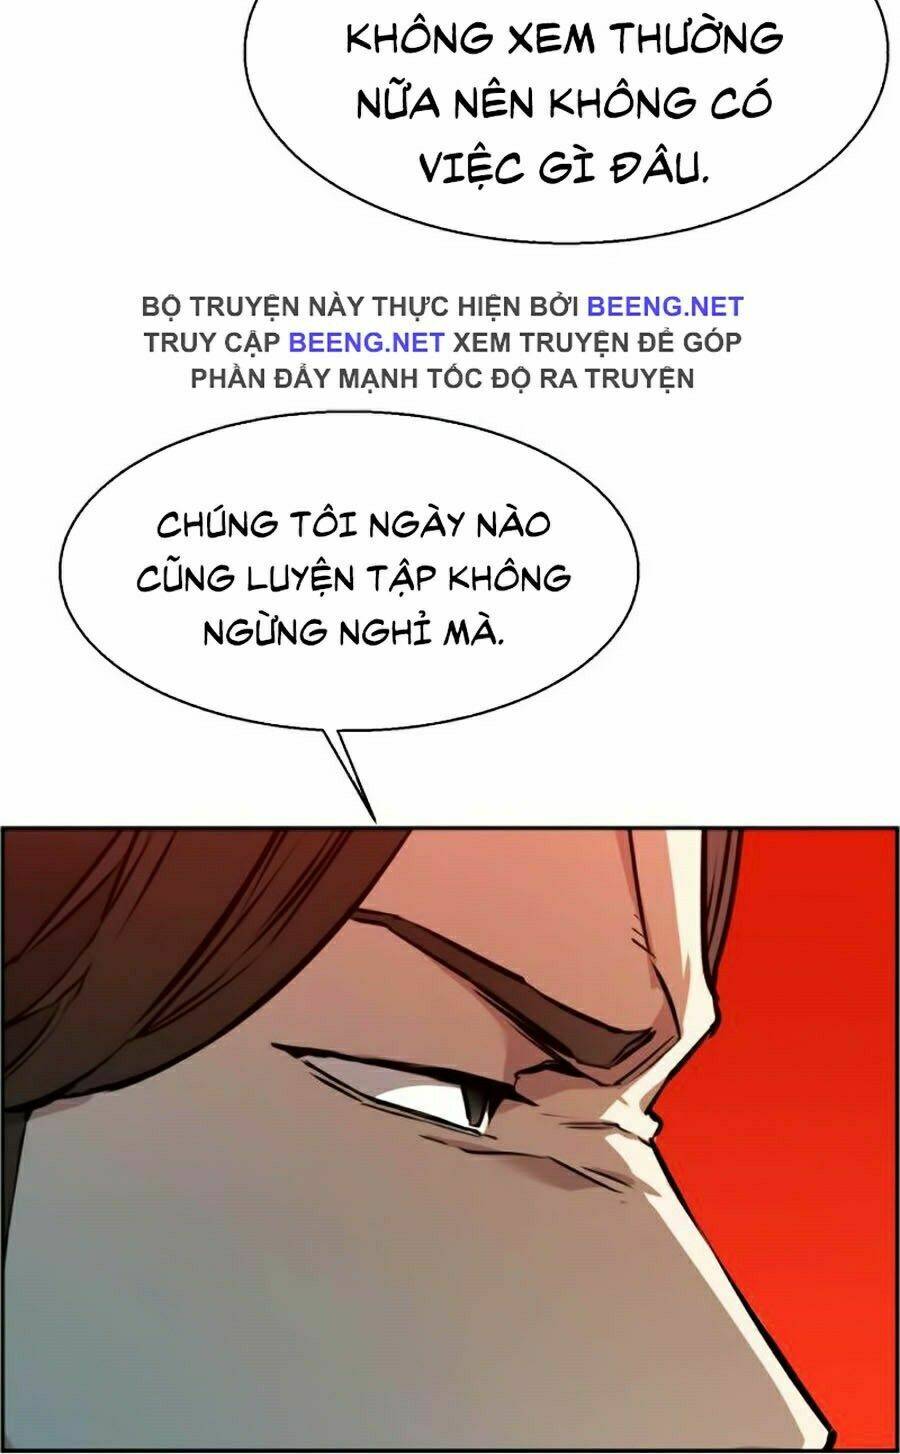 KHÔNG XEM THƯỜNG
NỮA NÊN KHÔNG CÓ
VIỆC GÌ ĐÂU.
BỘ TRUYỆN NÀY THỰC HIỆN BỞI BEENG.NET
TRUY CẬP BEENG.NET XEM TRUYỆN ĐỂ GÓP
PHẦN ĐẨY MẠNH TỐC ĐỘ RA TRUYỆN
CHÚNG TÔI NGÀY NÀO
CŨNG LUYỆN TẬP KHÔNG
NGỪNG NGHỈ MÀ.